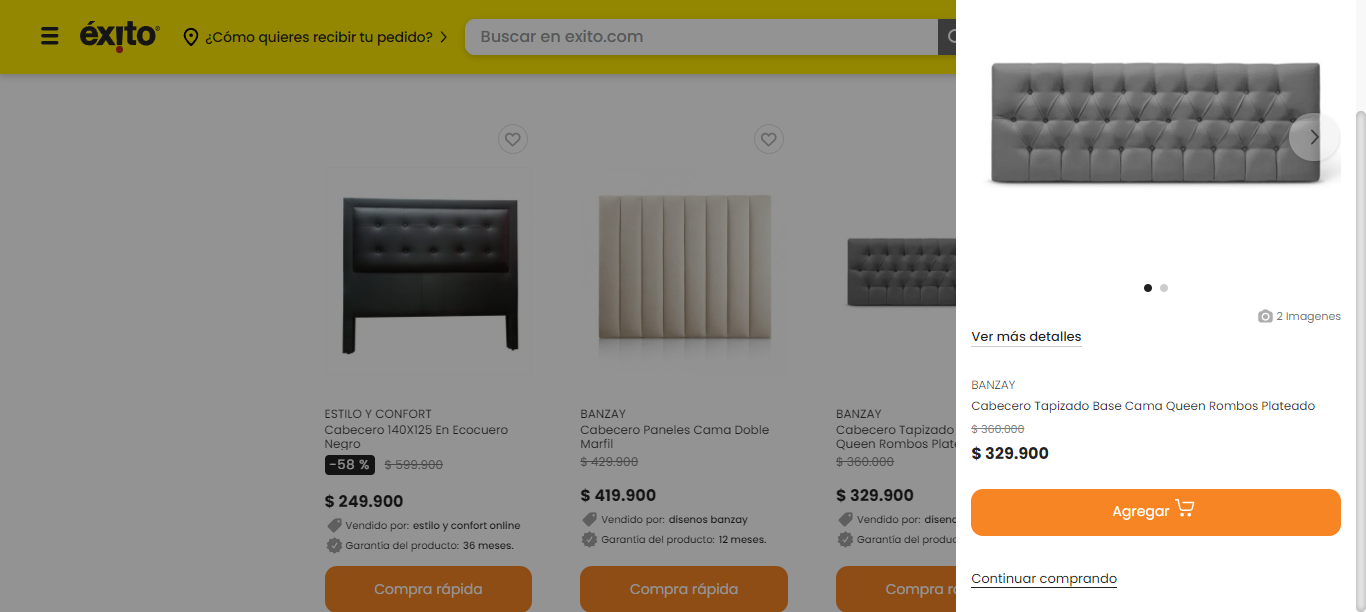 éxito
¿Cómo quieres recibir tu pedido?
Buscar en exito.com
ESTILO Y CONFORT
Cabecero 140X125 En Ecocuero
Negro
-58 % $ 599.900
$ 249.900
Vendido por: estilo y confort online
Garantía del producto: 36 meses.
Compra rápida
BANZAY
Cabecero Paneles Cama Doble
Marfil
$ 429.900
$ 419.900
Vendido por: disenos banzay
Garantía del producto: 12 meses.
Compra rápida
BANZAY
Cabecero Tapizado
Queen Rombos Plate
$ 360.000
$ 329.900
Vendido por: diseno
Garantía del produc
Compra rá
2 Imagenes
Ver más detalles
BANZAY
Cabecero Tapizado Base Cama Queen Rombos Plateado
$ 360.000
$ 329.900
Agregar
Continuar comprando